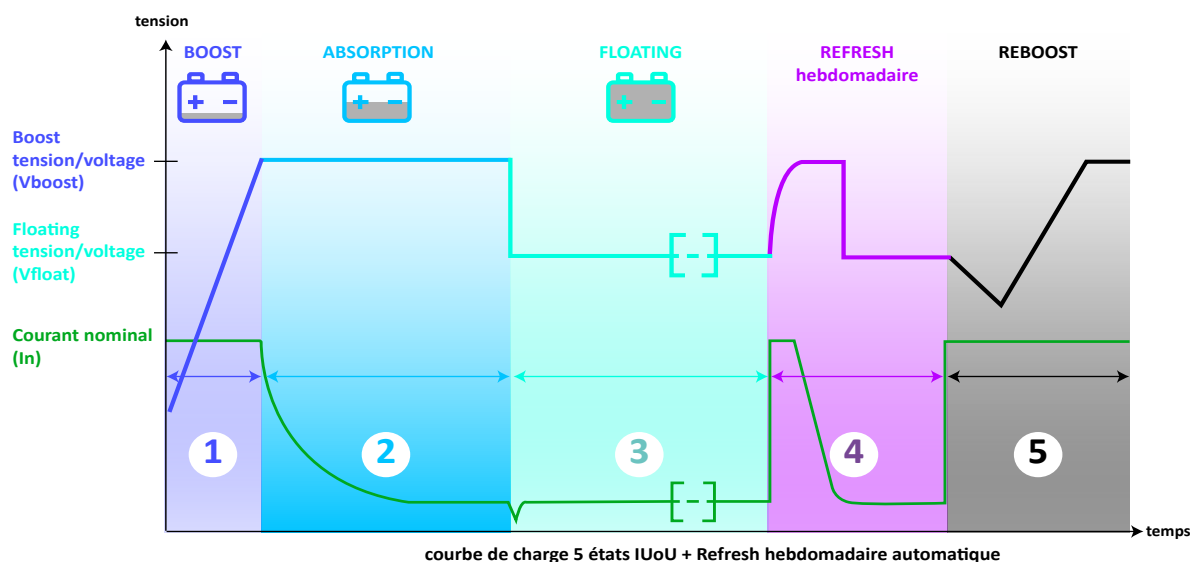 tension
BOOST
ABSORPTION
FLOATING
REFRESH
hebdomadaire
REBOOST
+ -
+ -
+ -
Boost
tension/voltage
(Vboost)
Floating
tension/voltage
(Vfloat)
Courant nominal
(In)
1
2
3
4
5
temps
courbe de charge 5 états IUoU + Refresh hebdomadaire automatique